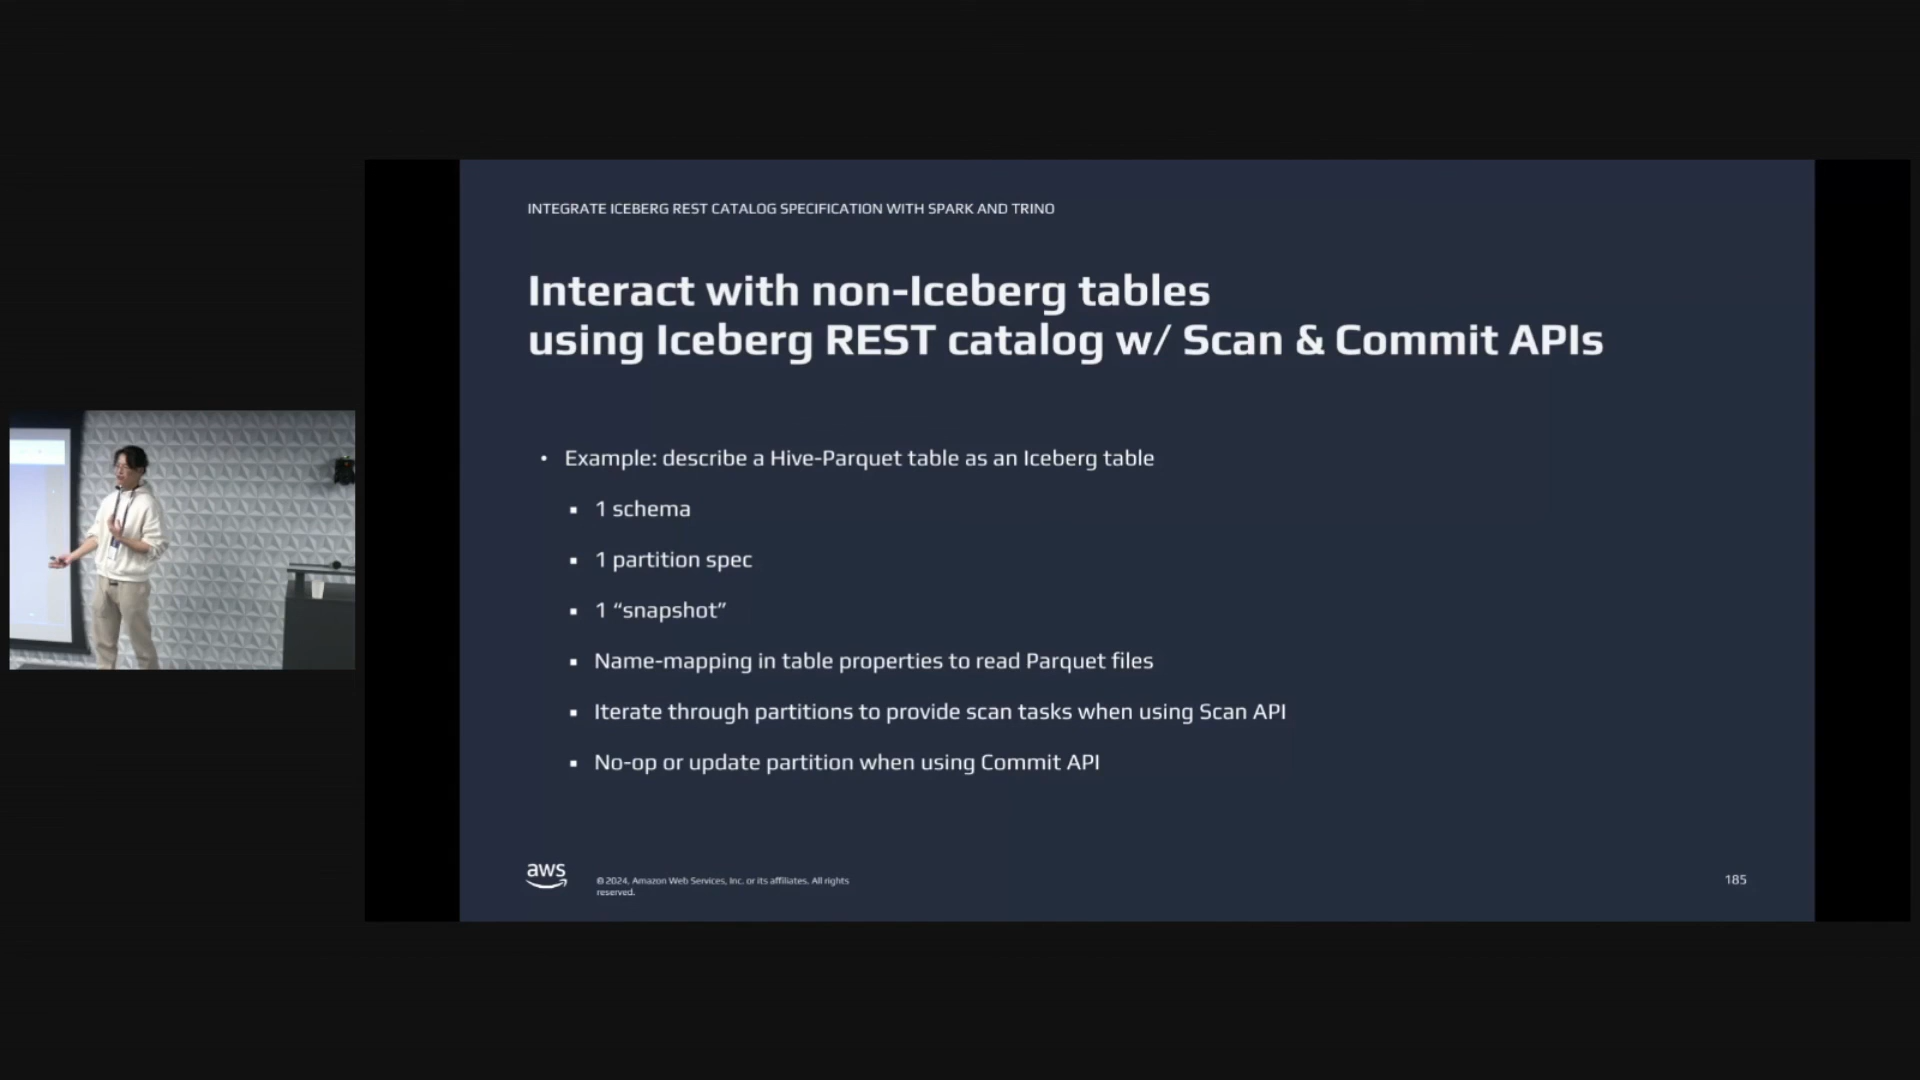 INTEGRATE ICEBERG REST CATALOG SPECIFICATION WITH SPARK AND TRINO
Interact with non-Iceberg tables
using Iceberg REST catalog w/ Scan & Commit APIs
• Example: describe a Hive-Parquet table as an Iceberg table
▪ 1 schema
▪ 1 partition spec
▪ 1 “snapshot”
▪ Name-mapping in table properties to read Parquet files
▪ Iterate through partitions to provide scan tasks when using Scan API
▪ No-op or update partition when using Commit API
aws
© 2024, Amazon Web Services, Inc. or its affiliates. All rights
reserved.
185